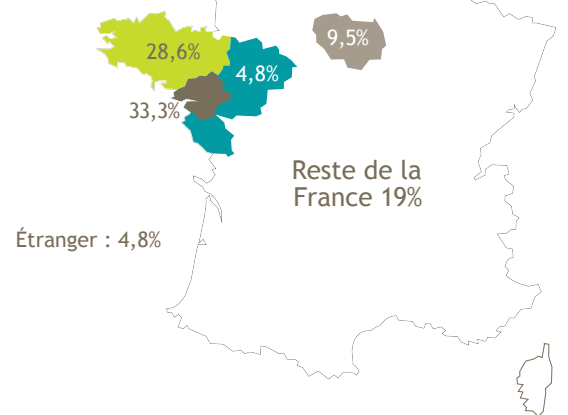 9,5%
28,6%
4,8%
33,3%
Reste de la
France 19%
Étranger : 4,8%